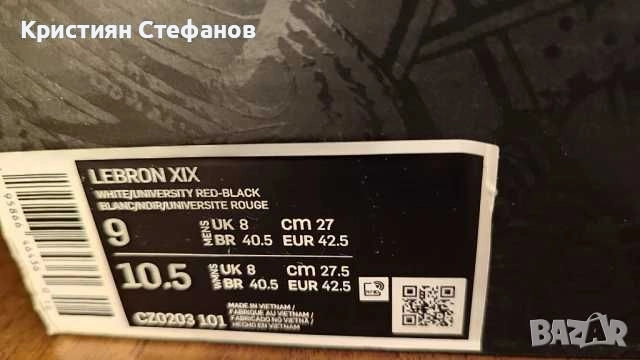 Кристиян Стефанов
LEBRON XIX
WHITE/UNIVERSITY RED-BLACK
BLANC/NOIR/UNIVERSITE ROUGE
9 MENS UK 8 CM 27
BR 40.5 EUR 42.5
10.5 WMNS UK 8 CM 27.5
BR 40.5 EUR 42.5
CZ0203 101
MADE IN VIETNAM /
FABRIQUE AU VIETNAM /
FABRICADO NO VIETNÃ /
HECHO EN VIETNAM
BAZAR
bg